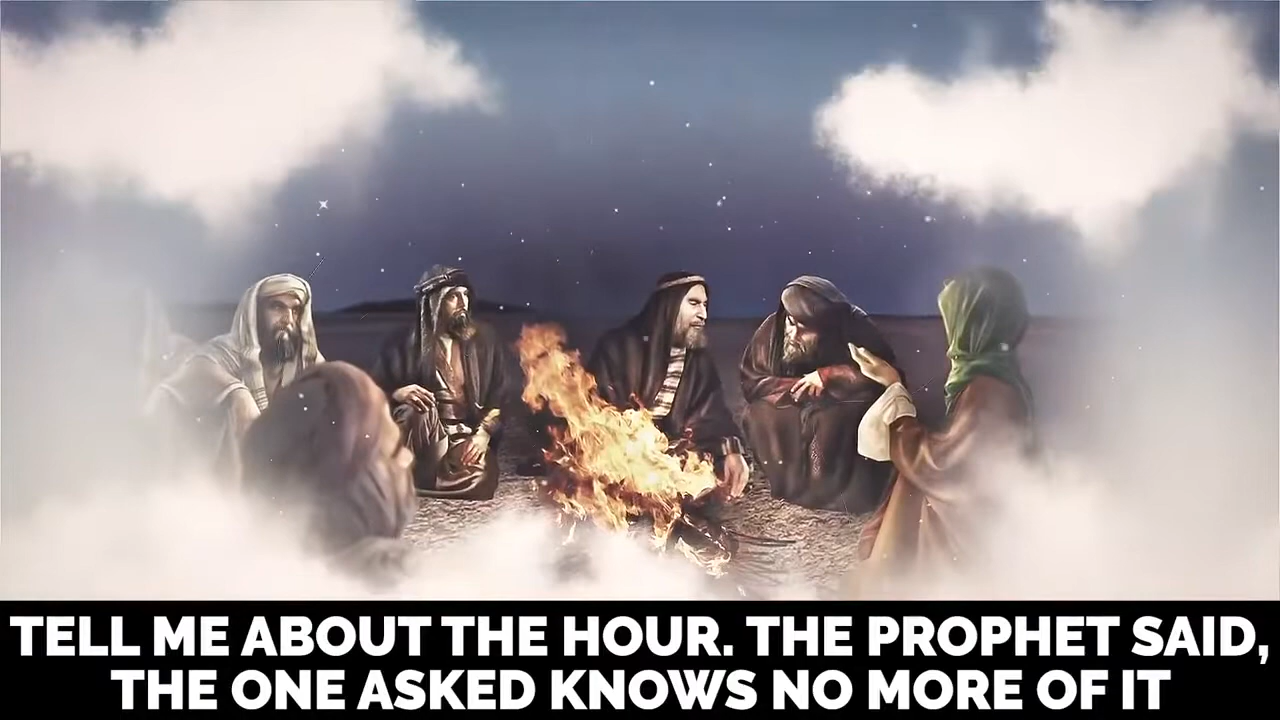 TELL ME ABOUT THE HOUR. THE PROPHET SAID,
THE ONE ASKED KNOWS NO MORE OF IT